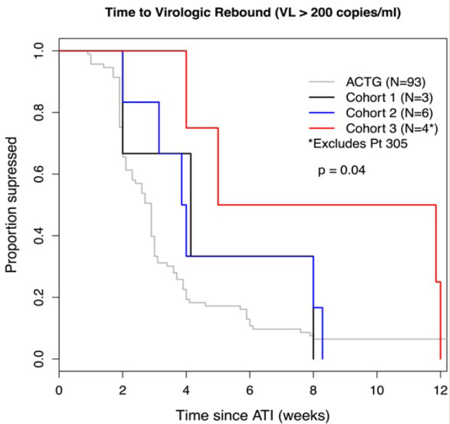 Time to Virologic Rebound (VL > 200 copies/ml)
Proportion supressed
1.0
0.8
0.6
0.4
0.2
0.0
ACTG (N=93)
Cohort 1 (N=3)
Cohort 2 (N=6)
Cohort 3 (N=4*)
*Excludes Pt 305
p = 0.04
0 2 4 6 8 10 12
Time since ATI (weeks)